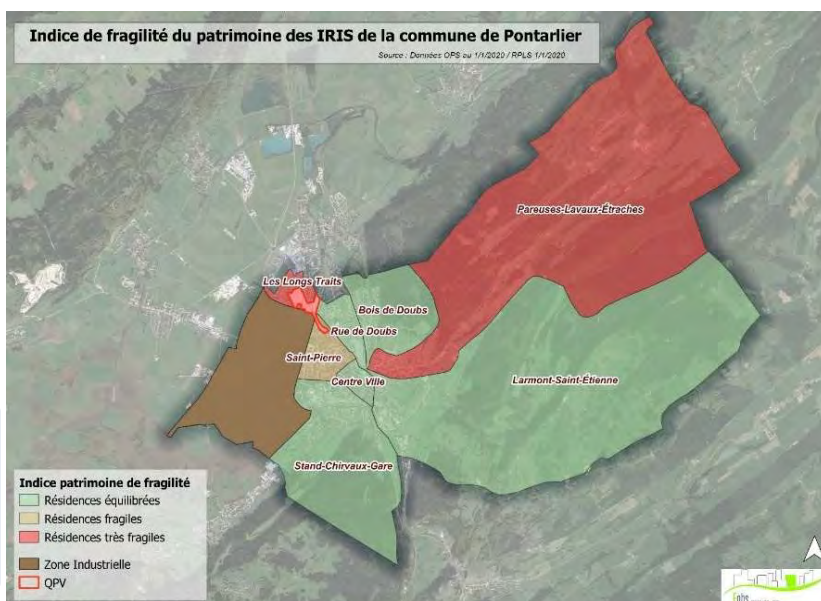 Indice de fragilité du patrimoine des IRIS de la commune de Pontarlier
Source : Données OPS au 1/1/2020 / RPLS 1/1/2020
Pareuses-Lavaux-Étraches
Les Longs Traits
Bois de Doubs
Rue de Doubs
Saint-Pierre
Centre Ville
Larmont-Saint-Étienne
Stand-Chirvaux-Gare
Indice patrimoine de fragilité
Résidences équilibrées
Résidences fragiles
Résidences très fragiles
Zone Industrielle
QPV